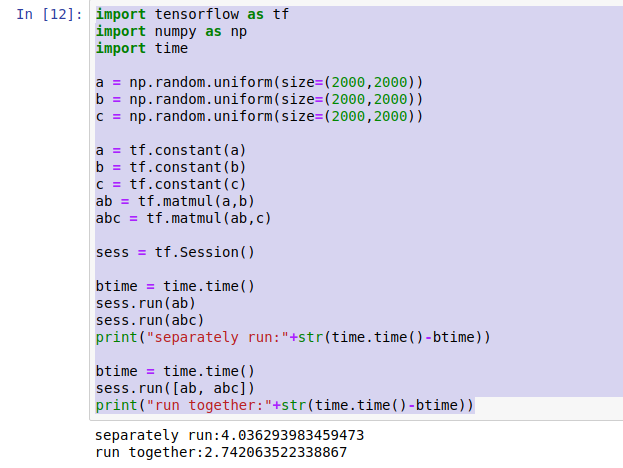 In [12]: import tensorflow as tf
import numpy as np
import time
a = np.random.uniform(size=(2000,2000))
b = np.random.uniform(size=(2000,2000))
c = np.random.uniform(size=(2000,2000))
a = tf.constant(a)
b = tf.constant(b)
c = tf.constant(c)
ab = tf.matmul(a,b)
abc = tf.matmul(ab,c)
sess = tf.Session()
btime = time.time()
sess.run(ab)
sess.run(abc)
print("separately run:"+str(time.time()-btime))
btime = time.time()
sess.run([ab, abc])
print("run together:"+str(time.time()-btime))
separately run:4.036293983459473
run together:2.742063522338867